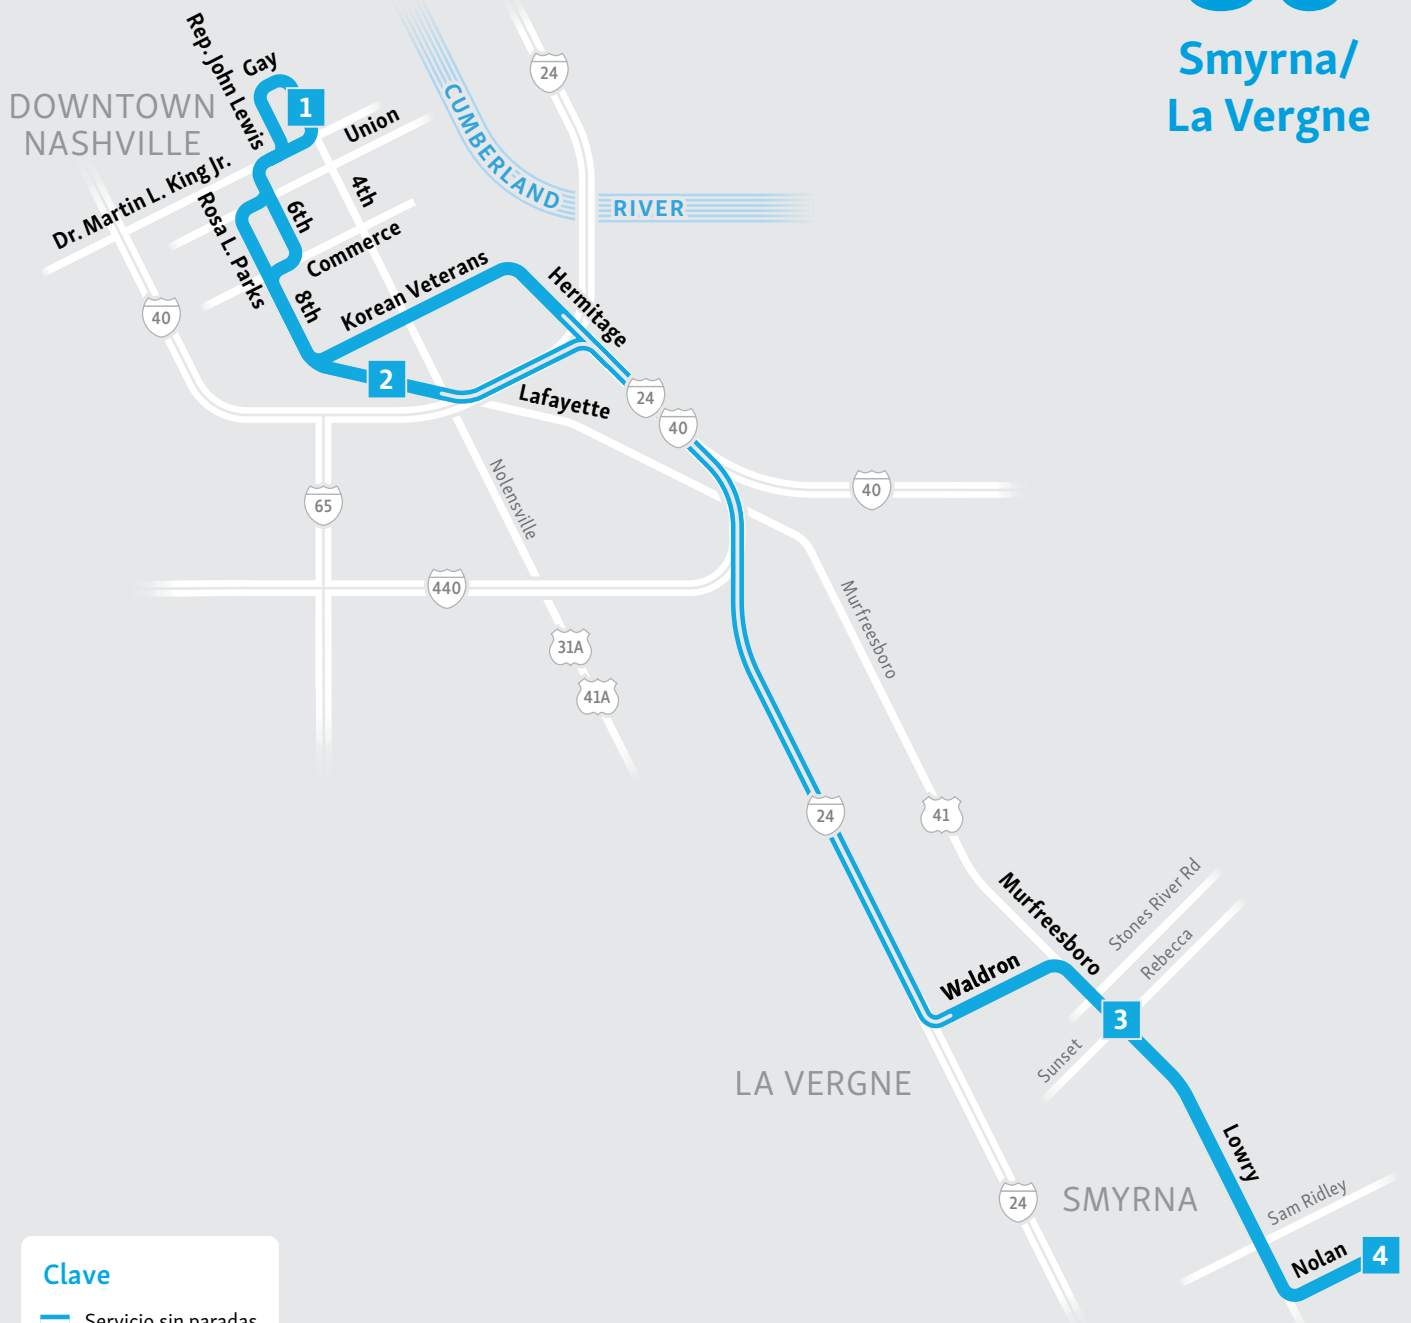 Smyrna/
La Vergne
DOWNTOWN
NASHVILLE
Rep. John Lewis
Gay
1
Union
Dr. Martin L. King Jr.
Rosa L. Parks
6th
4th
Commerce
8th
Korean Veterans
Hermitage
CUMBERLAND
RIVER
24
40
2
Lafayette
24
40
40
65
Nolensville
440
31A
41A
Murfreesboro
24
41
Murfreesboro
Stones River Rd
Rebecca
Waldron
3
Sunset
LA VERGNE
Lowry
24
SMYRNA
Sam Ridley
Nolan
4
Clave
Servicio sin paradas